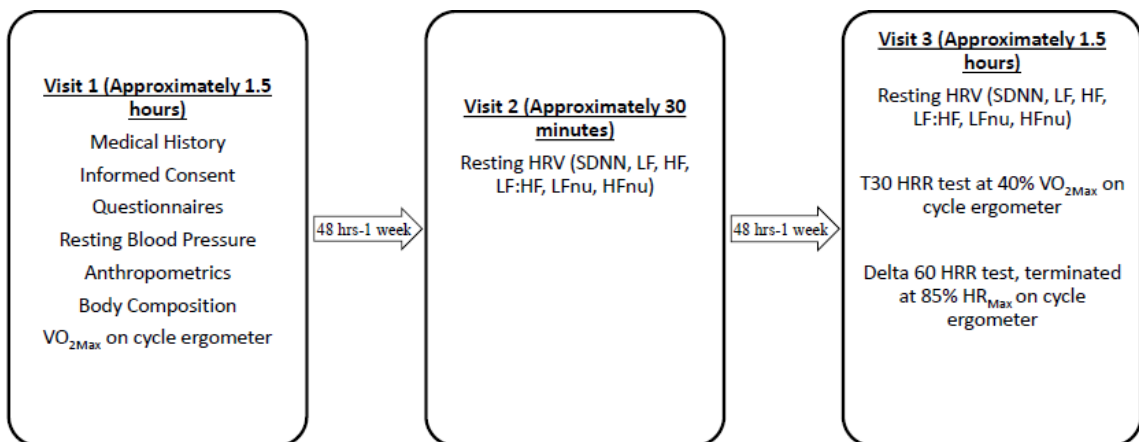 Visit 1 (Approximately 1.5
hours)
Medical History
Informed Consent
Questionnaires
Resting Blood Pressure
Anthropometrics
Body Composition
VO2Max on cycle ergometer
48 hrs-1 week
Visit 2 (Approximately 30
minutes)
Resting HRV (SDNN, LF, HF,
LF:HF, LFnu, HFnu)
48 hrs-1 week
Visit 3 (Approximately 1.5
hours)
Resting HRV (SDNN, LF, HF,
LF:HF, LFnu, HFnu)
T30 HRR test at 40% VO2Max on
cycle ergometer
Delta 60 HRR test, terminated
at 85% HRMax on cycle
ergometer